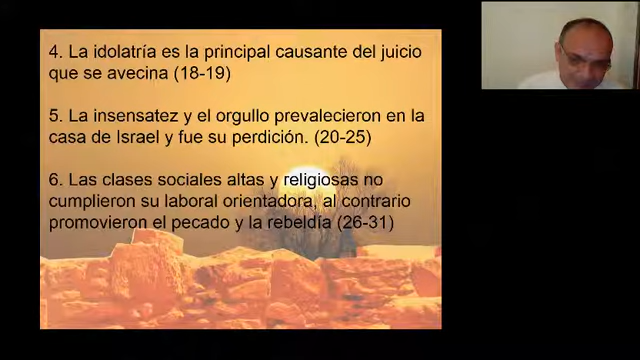 4. La idolatría es la principal causante del juicio
que se avecina (18-19)
5. La insensatez y el orgullo prevalecieron en la
casa de Israel y fue su perdición. (20-25)
6. Las clases sociales altas y religiosas no
cumplieron su laboral orientadora, al contrario
promovieron el pecado y la rebeldía (26-31)